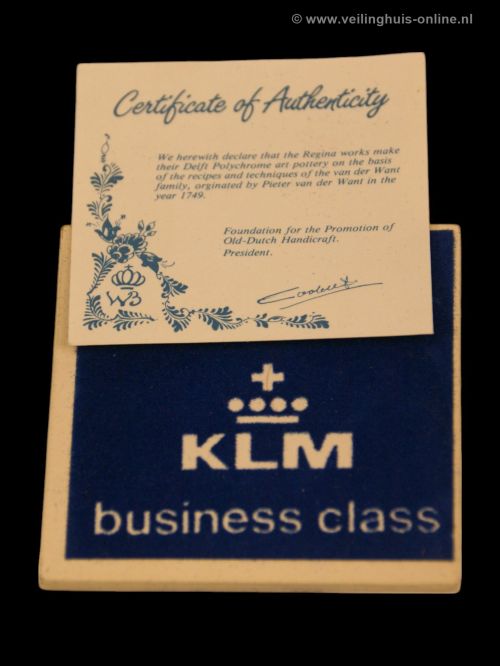 © www.veilinghuis-online.nl
Certificate of Authenticity
We herewith declare that the Regina works make
their Delft Polychrome art pottery on the basis
of the recipes and techniques of the van der Want
family, orginated by Pieter van der Want in the
year 1749.
Foundation for the Promotion of
Old-Dutch Handicraft.
President.
WB
KLM
business class